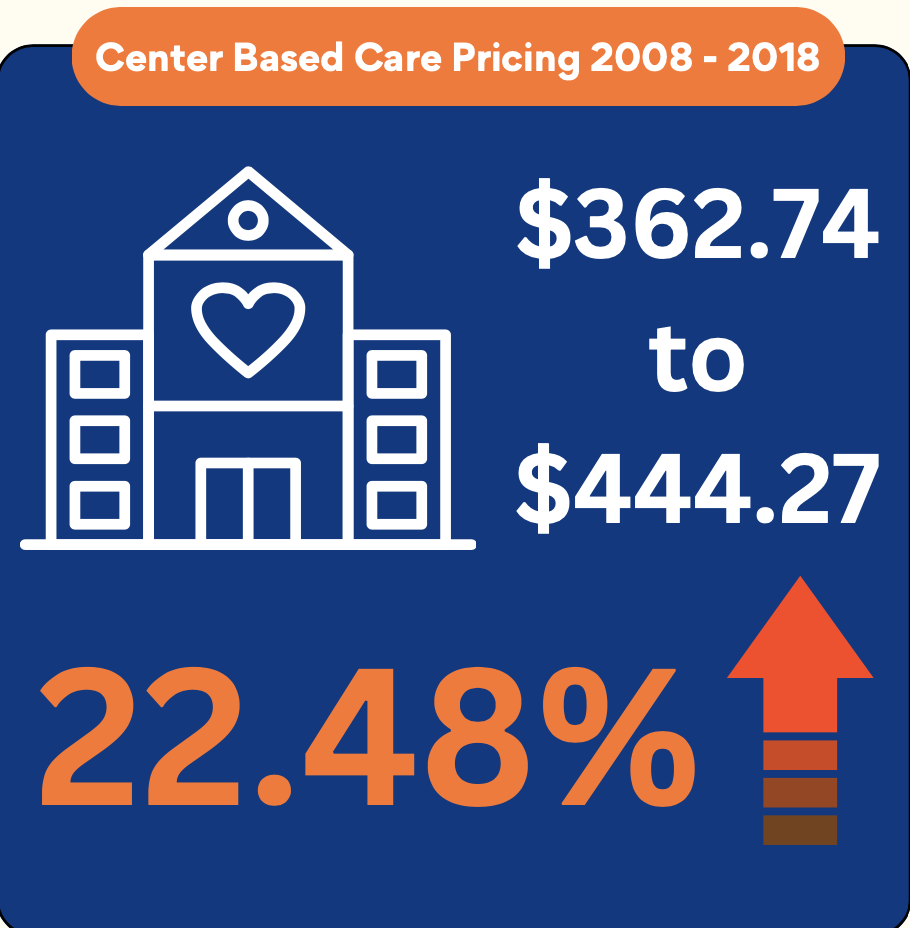 Center Based Care Pricing 2008 - 2018
$362.74
to
$444.27
22.48%